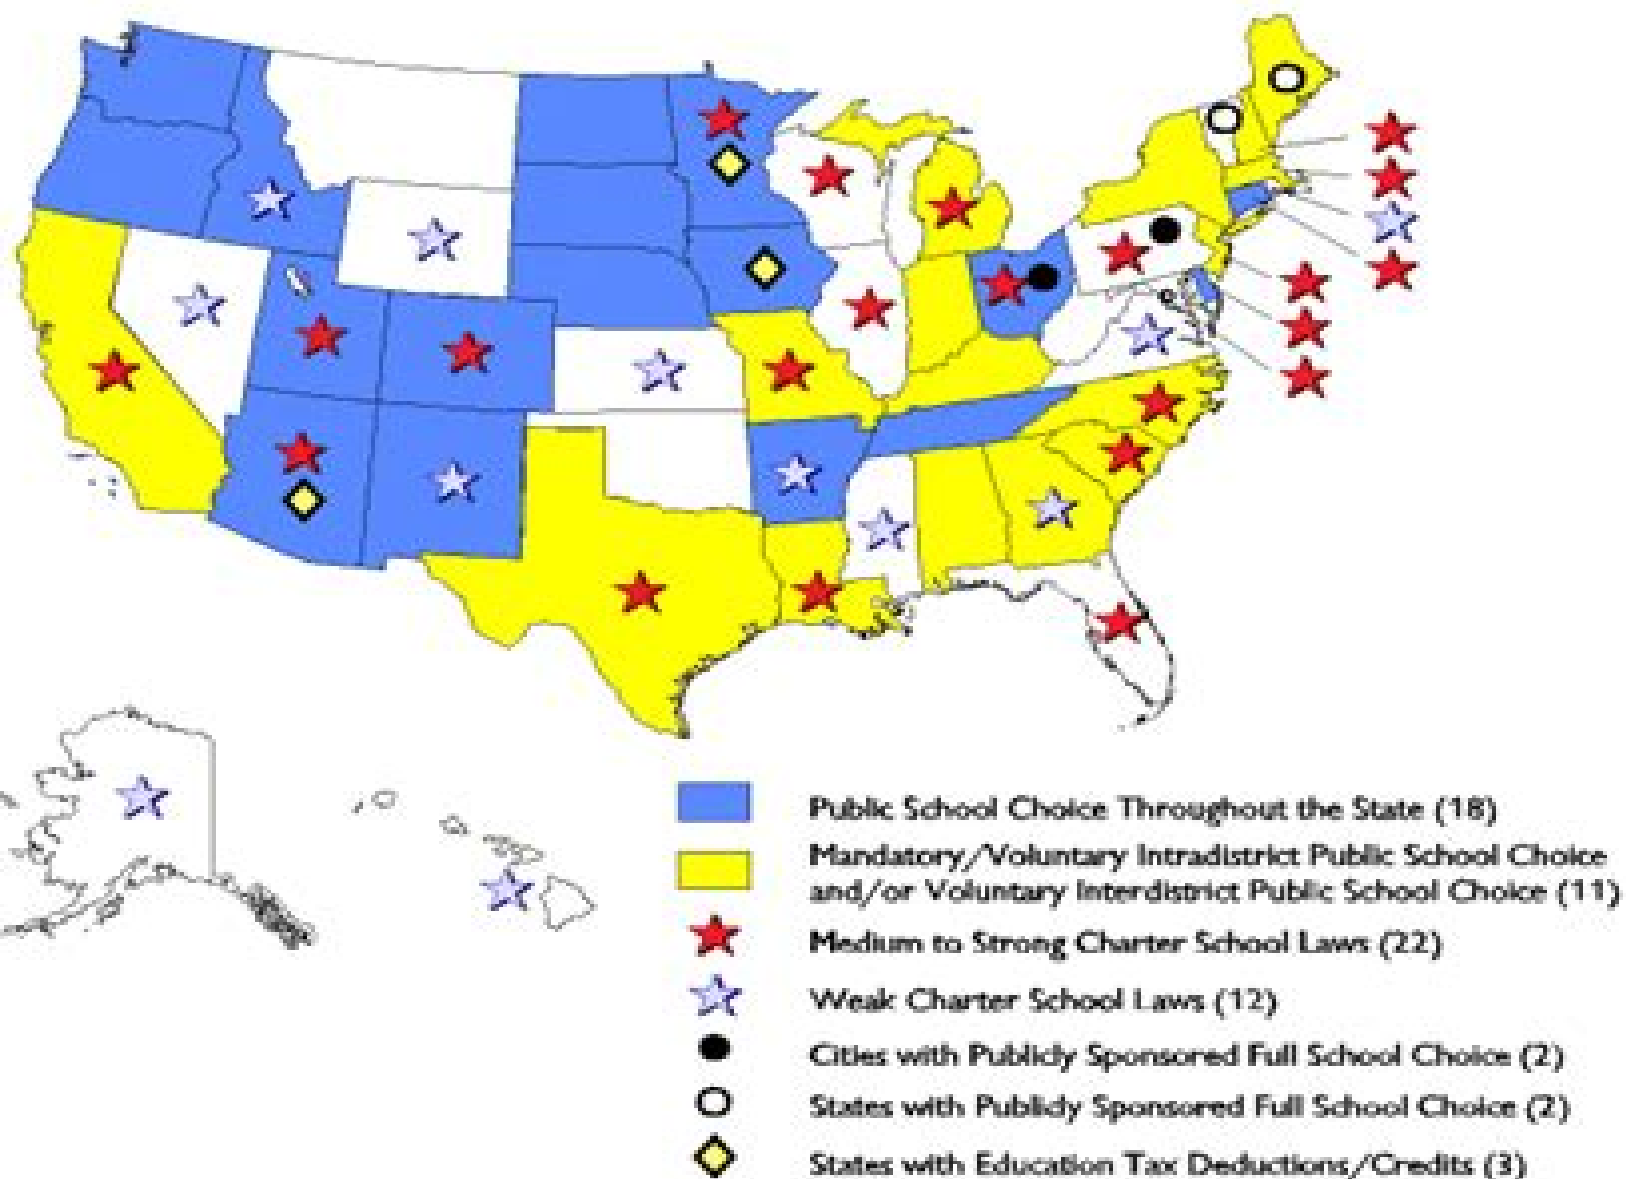 Public School Choice Throughout the State (18)
Mandatory/Voluntary Intradistrict Public School Choice
and/or Voluntary Interdistrict Public School Choice (11)
Medium to Strong Charter School Laws (22)
Weak Charter School Laws (12)
Cities with Publicly Sponsored Full School Choice (2)
States with Publicly Sponsored Full School Choice (2)
States with Education Tax Deductions/Credits (3)